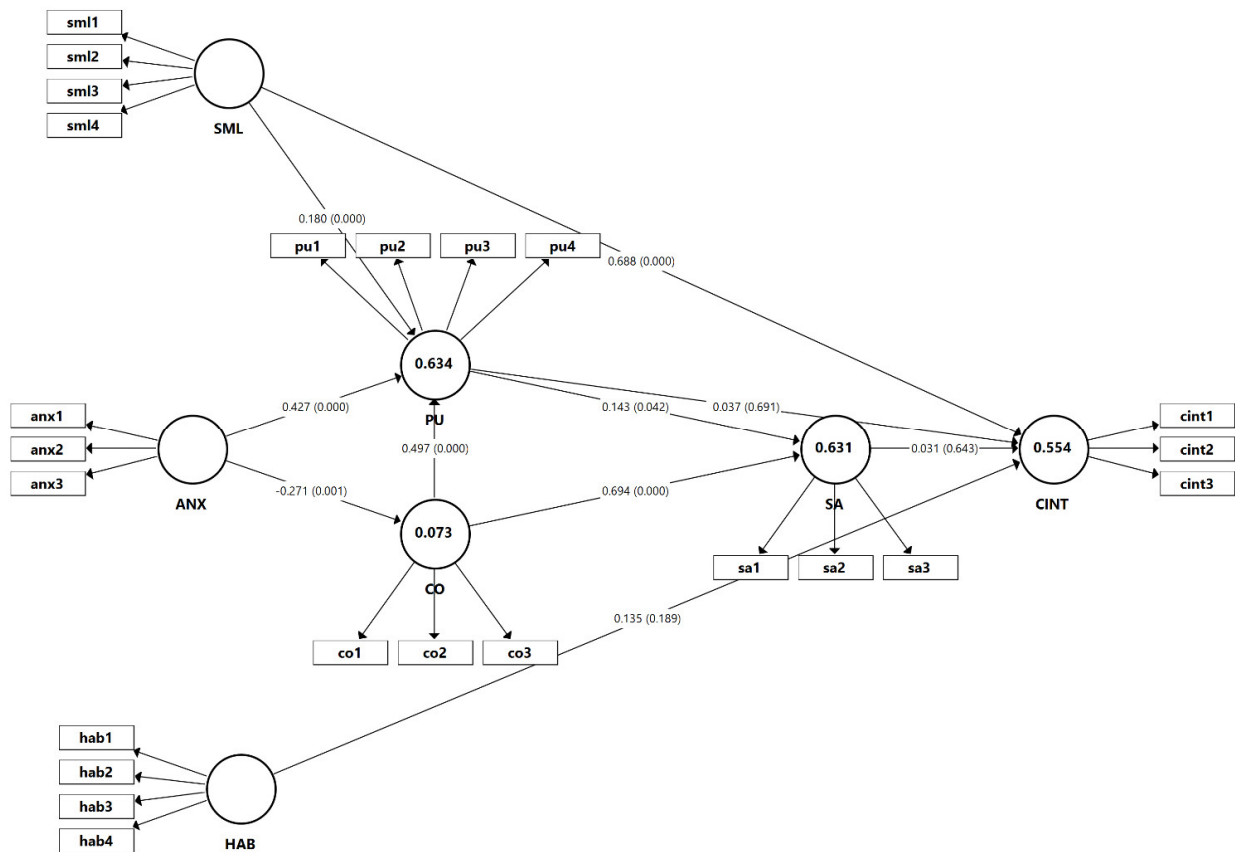 sml1
sml2
sml3
sml4
SML
0.180 (0.000)
pu1
pu2
pu3
pu4
0.688 (0.000)
0.634
PU
0.427 (0.000)
0.143 (0.042)
0.037 (0.691)
anx1
anx2
anx3
ANX
0.497 (0.000)
0.631
SA
0.031 (0.643)
0.554
CINT
cint1
cint2
cint3
-0.271 (0.001)
0.694 (0.000)
0.073
CO
sa1
sa2
sa3
0.135 (0.189)
co1
co2
co3
hab1
hab2
hab3
hab4
HAB